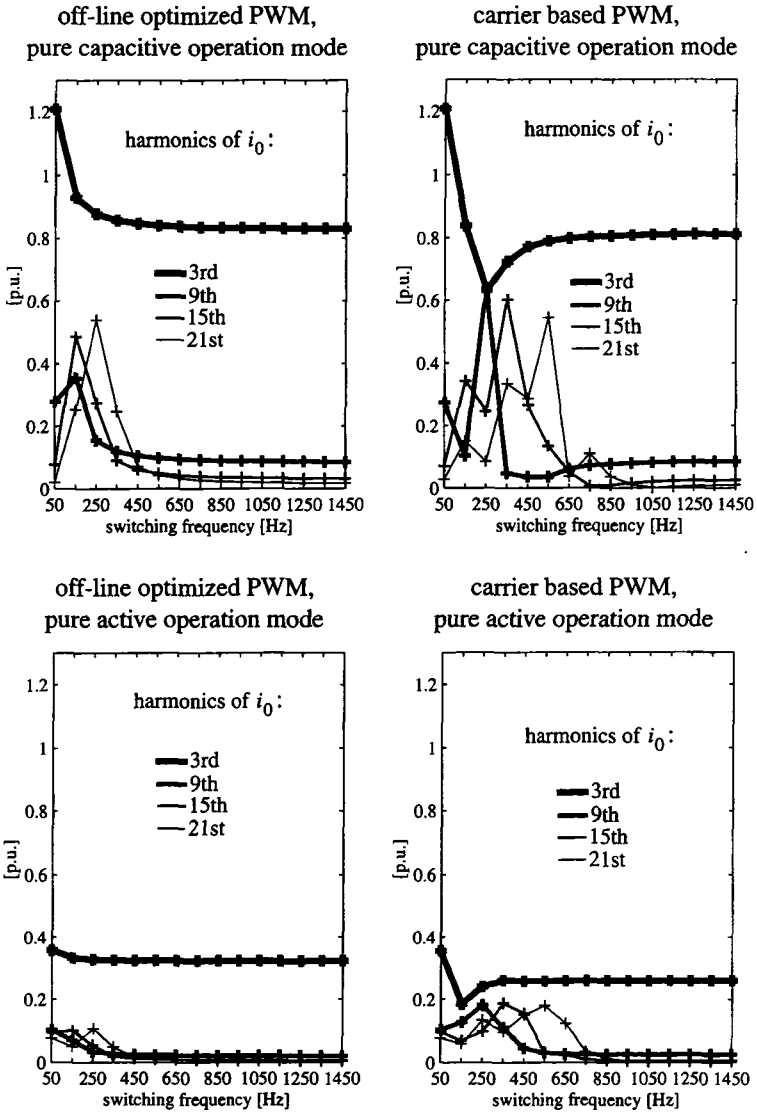 off-line optimized PWM,
pure capacitive operation mode
1.2
1
0.8
0.6
0.4
0.2
0
[p.u.]
harmonics of i0:
3rd
9th
15th
21st
50 250 450 650 850 1050 1250 1450
switching frequency [Hz]
carrier based PWM,
pure capacitive operation mode
1.2
1
0.8
0.6
0.4
0.2
0
[p.u.]
harmonics of i0:
3rd
9th
15th
21st
50 250 450 650 850 1050 1250 1450
switching frequency [Hz]
off-line optimized PWM,
pure active operation mode
1.2
1
0.8
0.6
0.4
0.2
0
[p.u.]
harmonics of i0:
3rd
9th
15th
21st
50 250 450 650 850 1050 1250 1450
switching frequency [Hz]
carrier based PWM,
pure active operation mode
1.2
1
0.8
0.6
0.4
0.2
0
[p.u.]
harmonics of i0:
3rd
9th
15th
21st
50 250 450 650 850 1050 1250 1450
switching frequency [Hz]